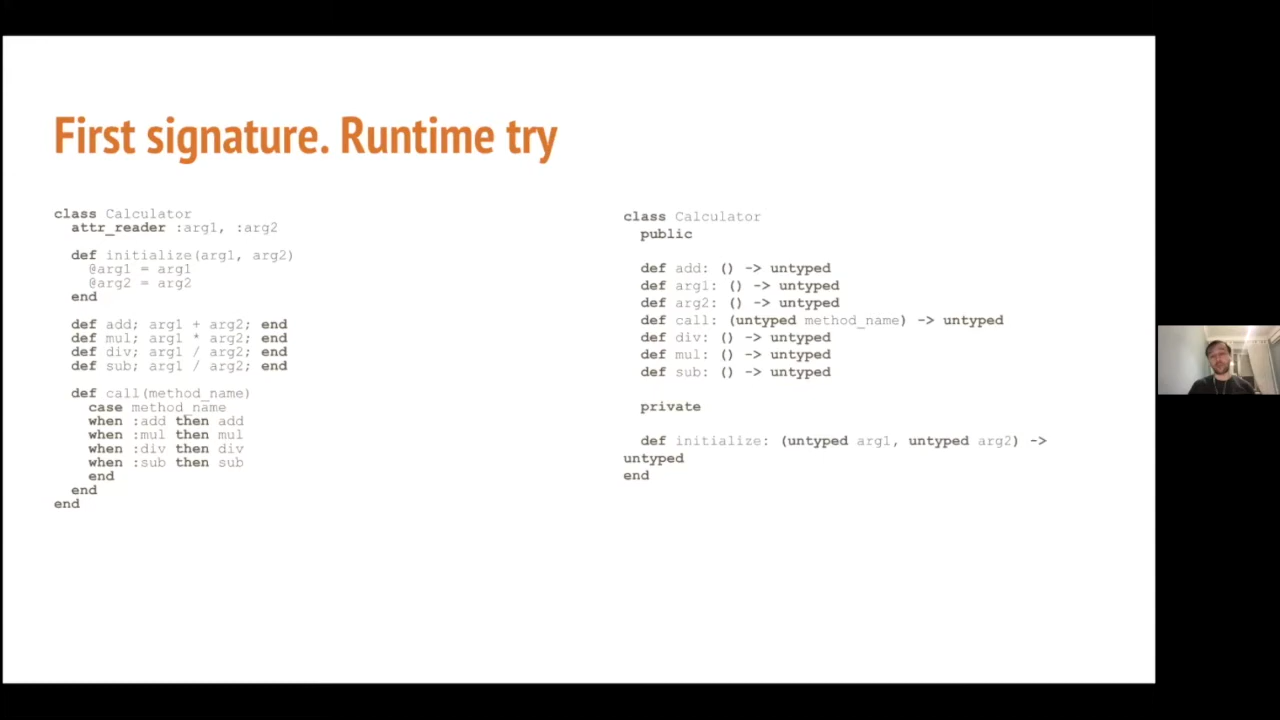 First signature. Runtime try
class Calculator
attr_reader :arg1, :arg2
def initialize(arg1, arg2)
@arg1 = arg1
@arg2 = arg2
end
def add; arg1 + arg2; end
def mul; arg1 * arg2; end
def div; arg1 / arg2; end
def sub; arg1 / arg2; end
def call(method_name)
case method_name
when :add then add
when :mul then mul
when :div then div
when :sub then sub
end
end
end
class Calculator
public
def add: () -> untyped
def arg1: () -> untyped
def arg2: () -> untyped
def call: (untyped method_name) -> untyped
def div: () -> untyped
def mul: () -> untyped
def sub: () -> untyped
private
def initialize: (untyped arg1, untyped arg2) ->
untyped
end